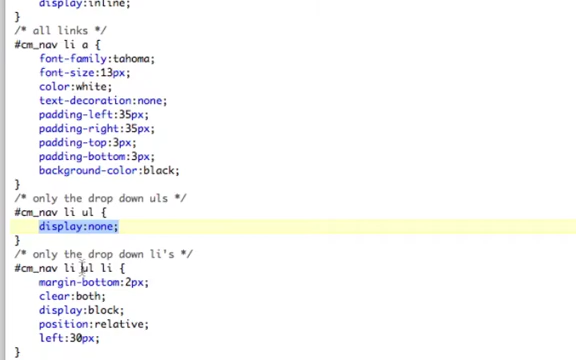 display:inline;
}
/* all links */
#cm_nav li a {
font-family:tahoma;
font-size:13px;
color:white;
text-decoration:none;
padding-left:35px;
padding-right:35px;
padding-top:3px;
padding-bottom:3px;
background-color:black;
}
/* only the drop down uls */
#cm_nav li ul {
display:none;
}
/* only the drop down li's */
#cm_nav li ul li {
margin-bottom:2px;
clear:both;
display:block;
position:relative;
left:30px;
}